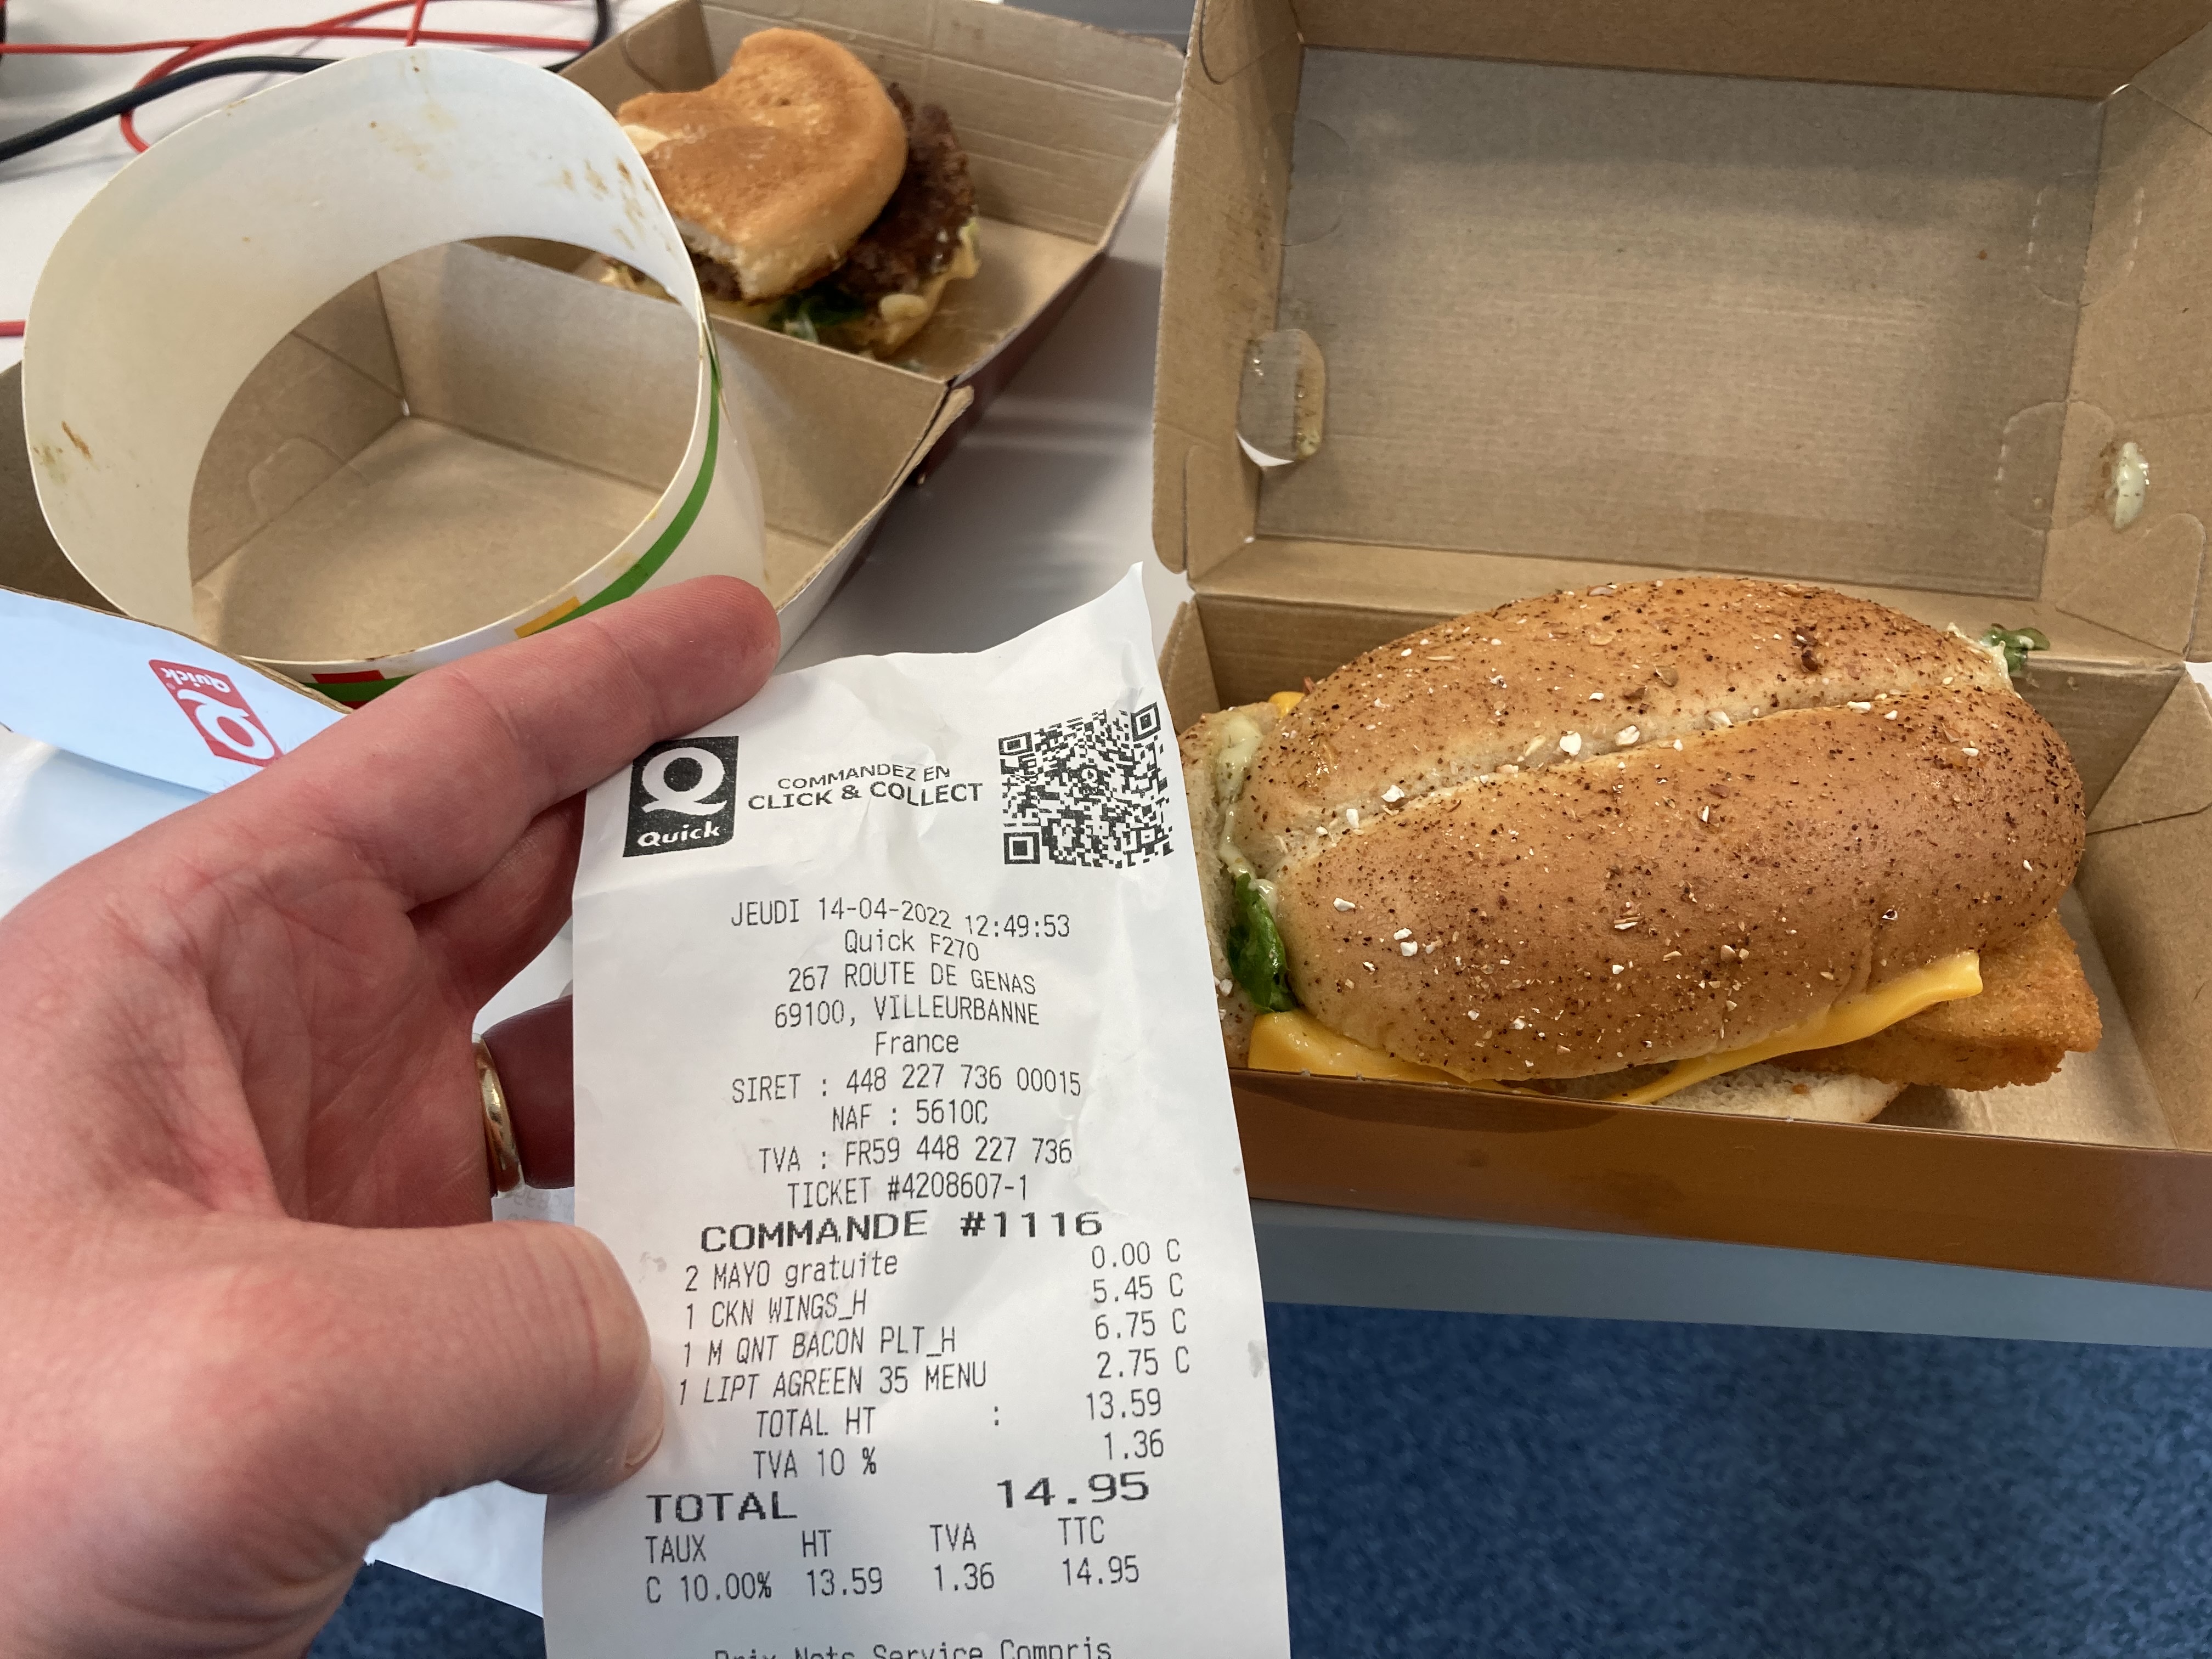 Quick
Quick
COMMANDEZ EN
CLICK & COLLECT
JEUDI 14-04-2022 12:49:53
Quick F270
267 ROUTE DE GENAS
69100, VILLEURBANNE
France
SIRET : 448 227 736 00015
NAF : 5610C
TVA : FR59 448 227 736
TICKET #4208607-1
COMMANDE #1116
2 MAYO gratuite 0.00 C
1 CKN WINGS_H 5.45 C
1 M QNT BACON PLT_H 6.75 C
1 LIPT AGREEN 35 MENU 2.75 C
TOTAL HT : 13.59
TVA 10 % 1.36
TOTAL 14.95
TAUX HT TVA TTC
C 10.00% 13.59 1.36 14.95
Prix Nets Service Compris